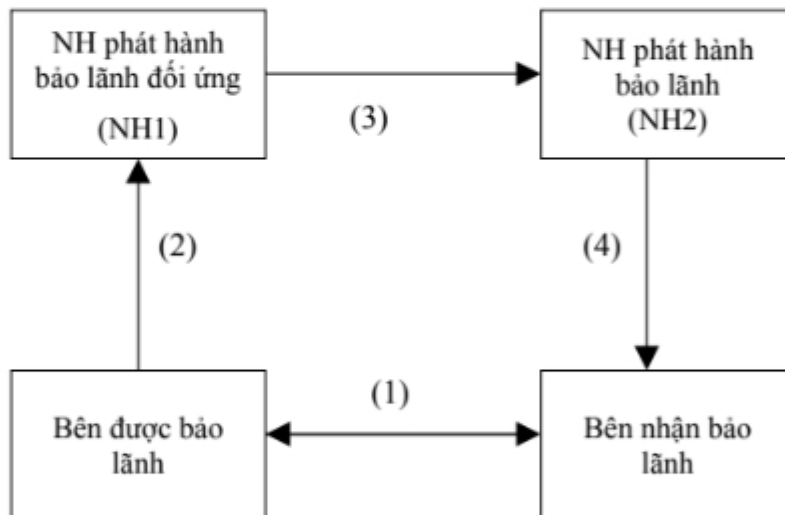 NH phát hành
bảo lãnh đối ứng
(NH1)
(3)
NH phát hành
bảo lãnh
(NH2)
(2)
(4)
Bên được bảo
lãnh
(1)
Bên nhận bảo
lãnh